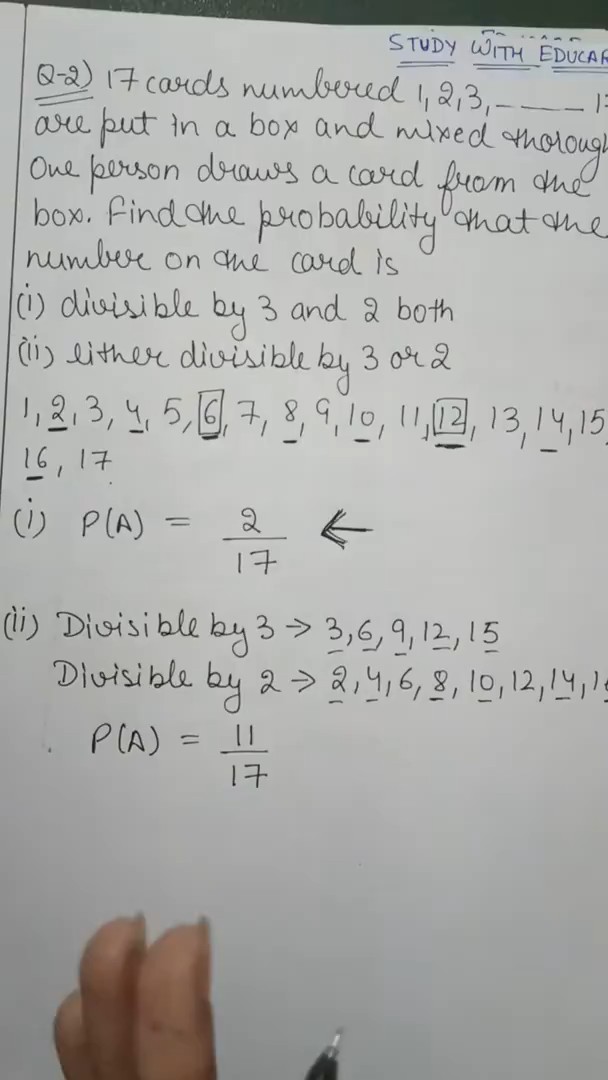 STUDY WITH EDUCAR
Q-2) 17 cards numbered 1, 2, 3, _ _ _
are put in a box and mixed thoroug
One person draws a card from the
box. Find the probability that the
number on the card is
(i) divisible by 3 and 2 both
(ii) either divisible by 3 or 2
1, 2, 3, 4, 5, 6, 7, 8, 9, 10, 11, 12, 13, 14, 15,
16, 17
(i) P(A) = 2/17 ←
(ii) Divisible by 3 → 3, 6, 9, 12, 15
Divisible by 2 → 2, 4, 6, 8, 10, 12, 14, 1
P(A) = 11/17